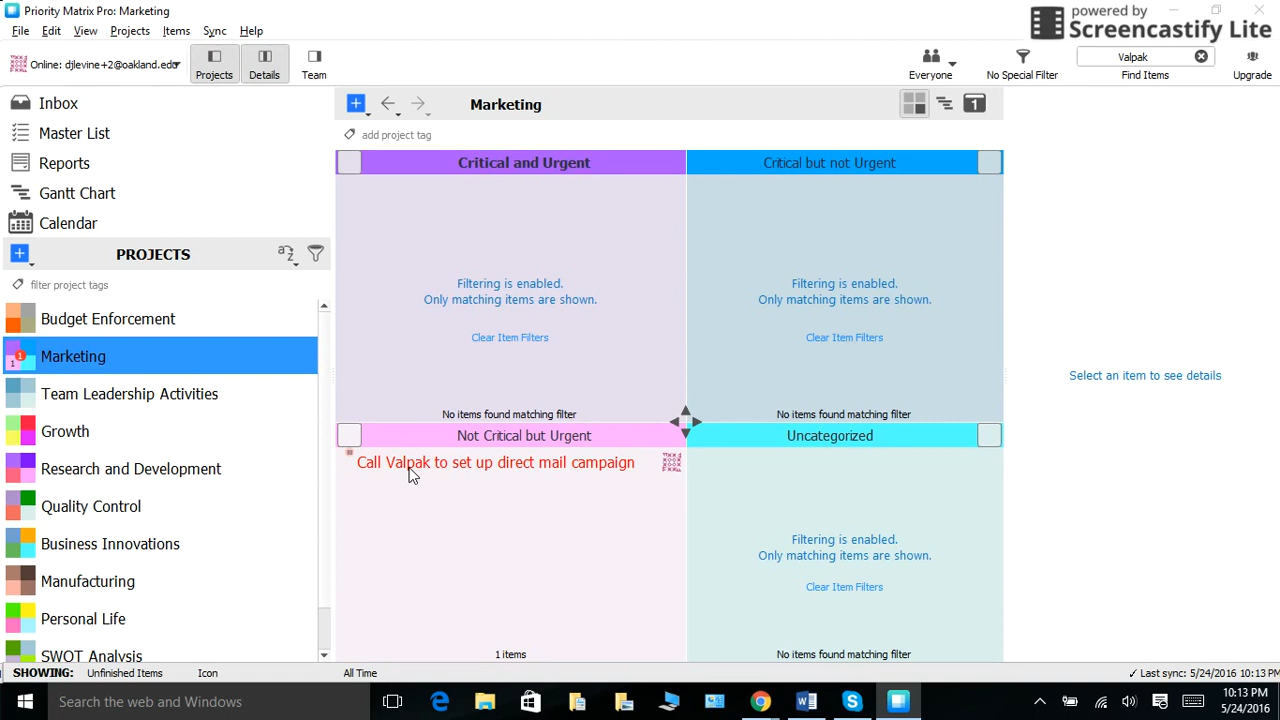 Priority Matrix Pro: Marketing
powered by
Screencastify Lite
File Edit View Projects Items Sync Help
Online: djlevine+2@oakland.edu
Projects Details Team
Everyone
No Special Filter
Valpak
Find Items
Upgrade
Inbox
Master List
Reports
Gantt Chart
Calendar
PROJECTS
filter project tags
Budget Enforcement
1 1 Marketing
Team Leadership Activities
Growth
Research and Development
Quality Control
Business Innovations
Manufacturing
Personal Life
SWOT Analysis
Marketing
1
add project tag
Critical and Urgent
Filtering is enabled.
Only matching items are shown.
Clear Item Filters
No items found matching filter
Critical but not Urgent
Filtering is enabled.
Only matching items are shown.
Clear Item Filters
No items found matching filter
Not Critical but Urgent
Call Valpak to set up direct mail campaign
1 items
Uncategorized
Filtering is enabled.
Only matching items are shown.
Clear Item Filters
No items found matching filter
Select an item to see details
SHOWING: Unfinished Items Icon All Time
Last sync: 5/24/2016 10:13 PM
Search the web and Windows
10:13 PM
5/24/2016